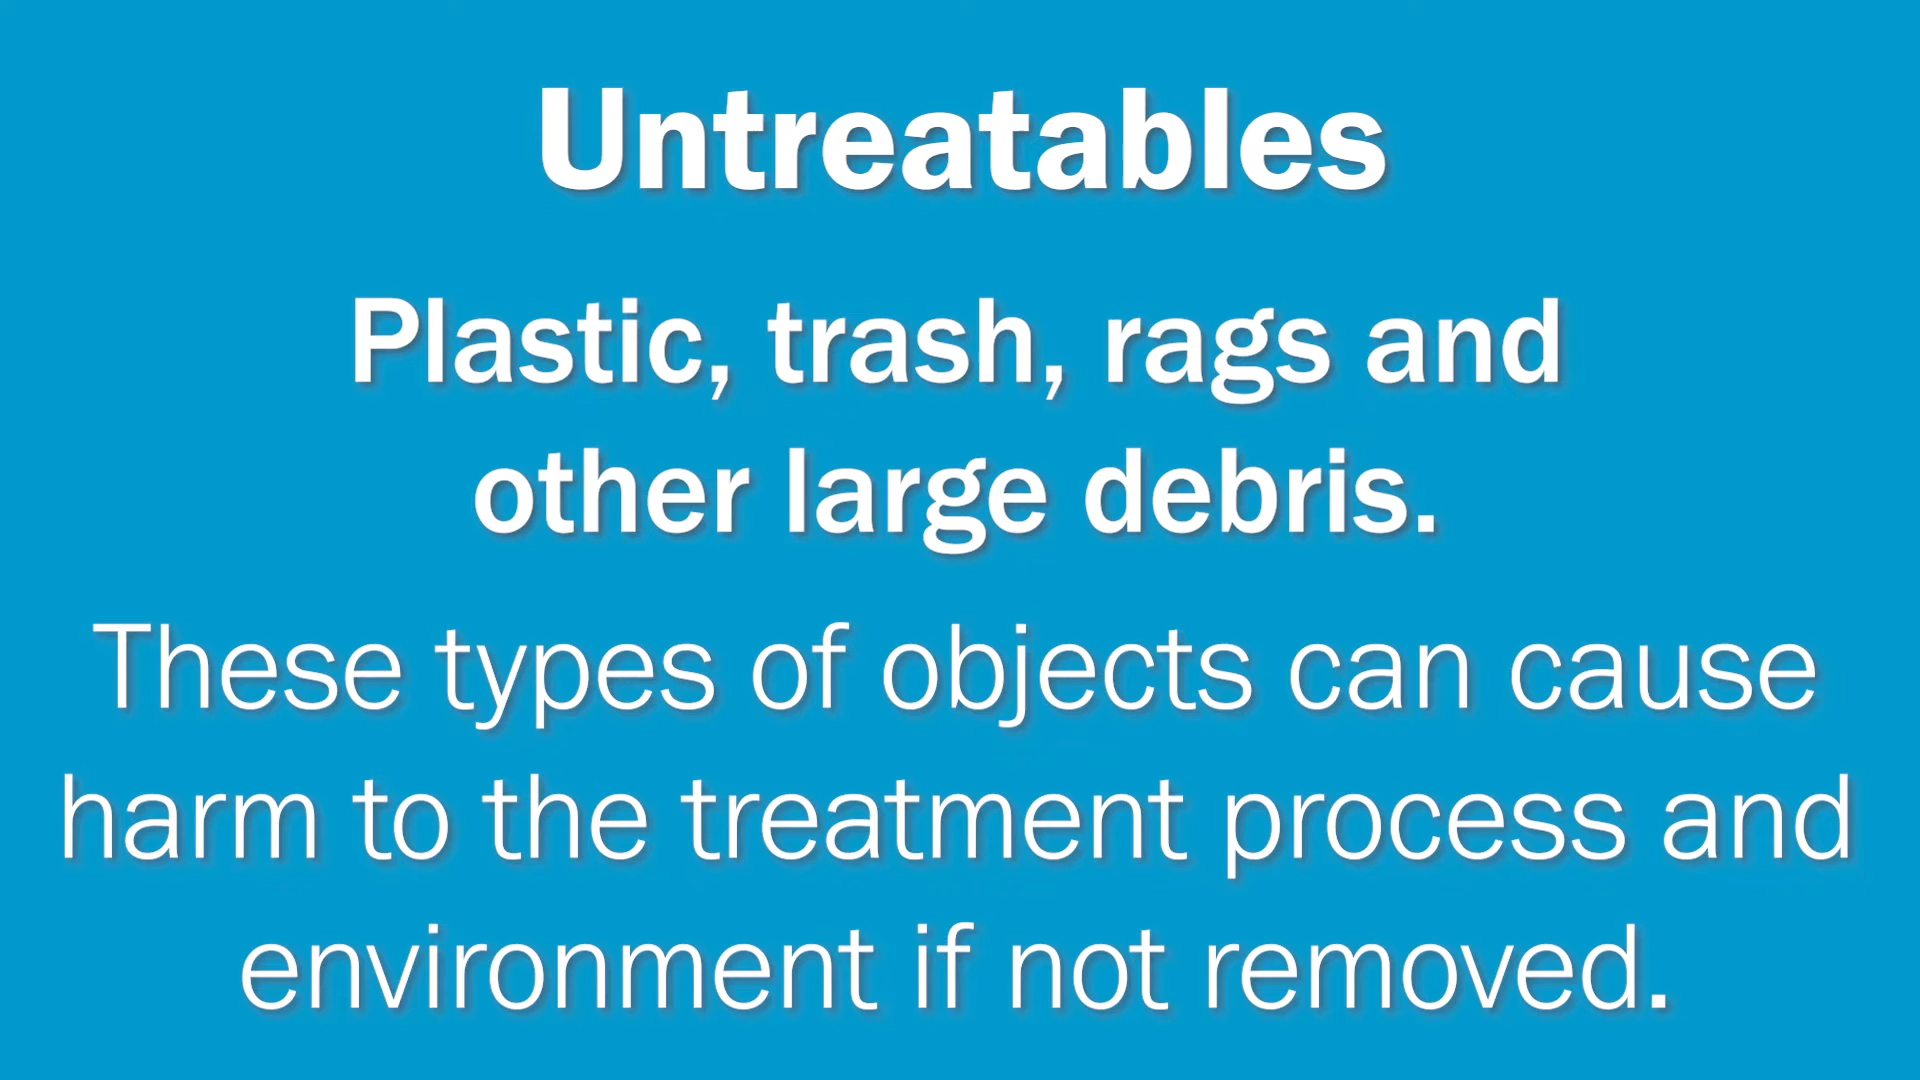 Untreatables
Plastic, trash, rags and
other large debris.
These types of objects can cause
harm to the treatment process and
environment if not removed.